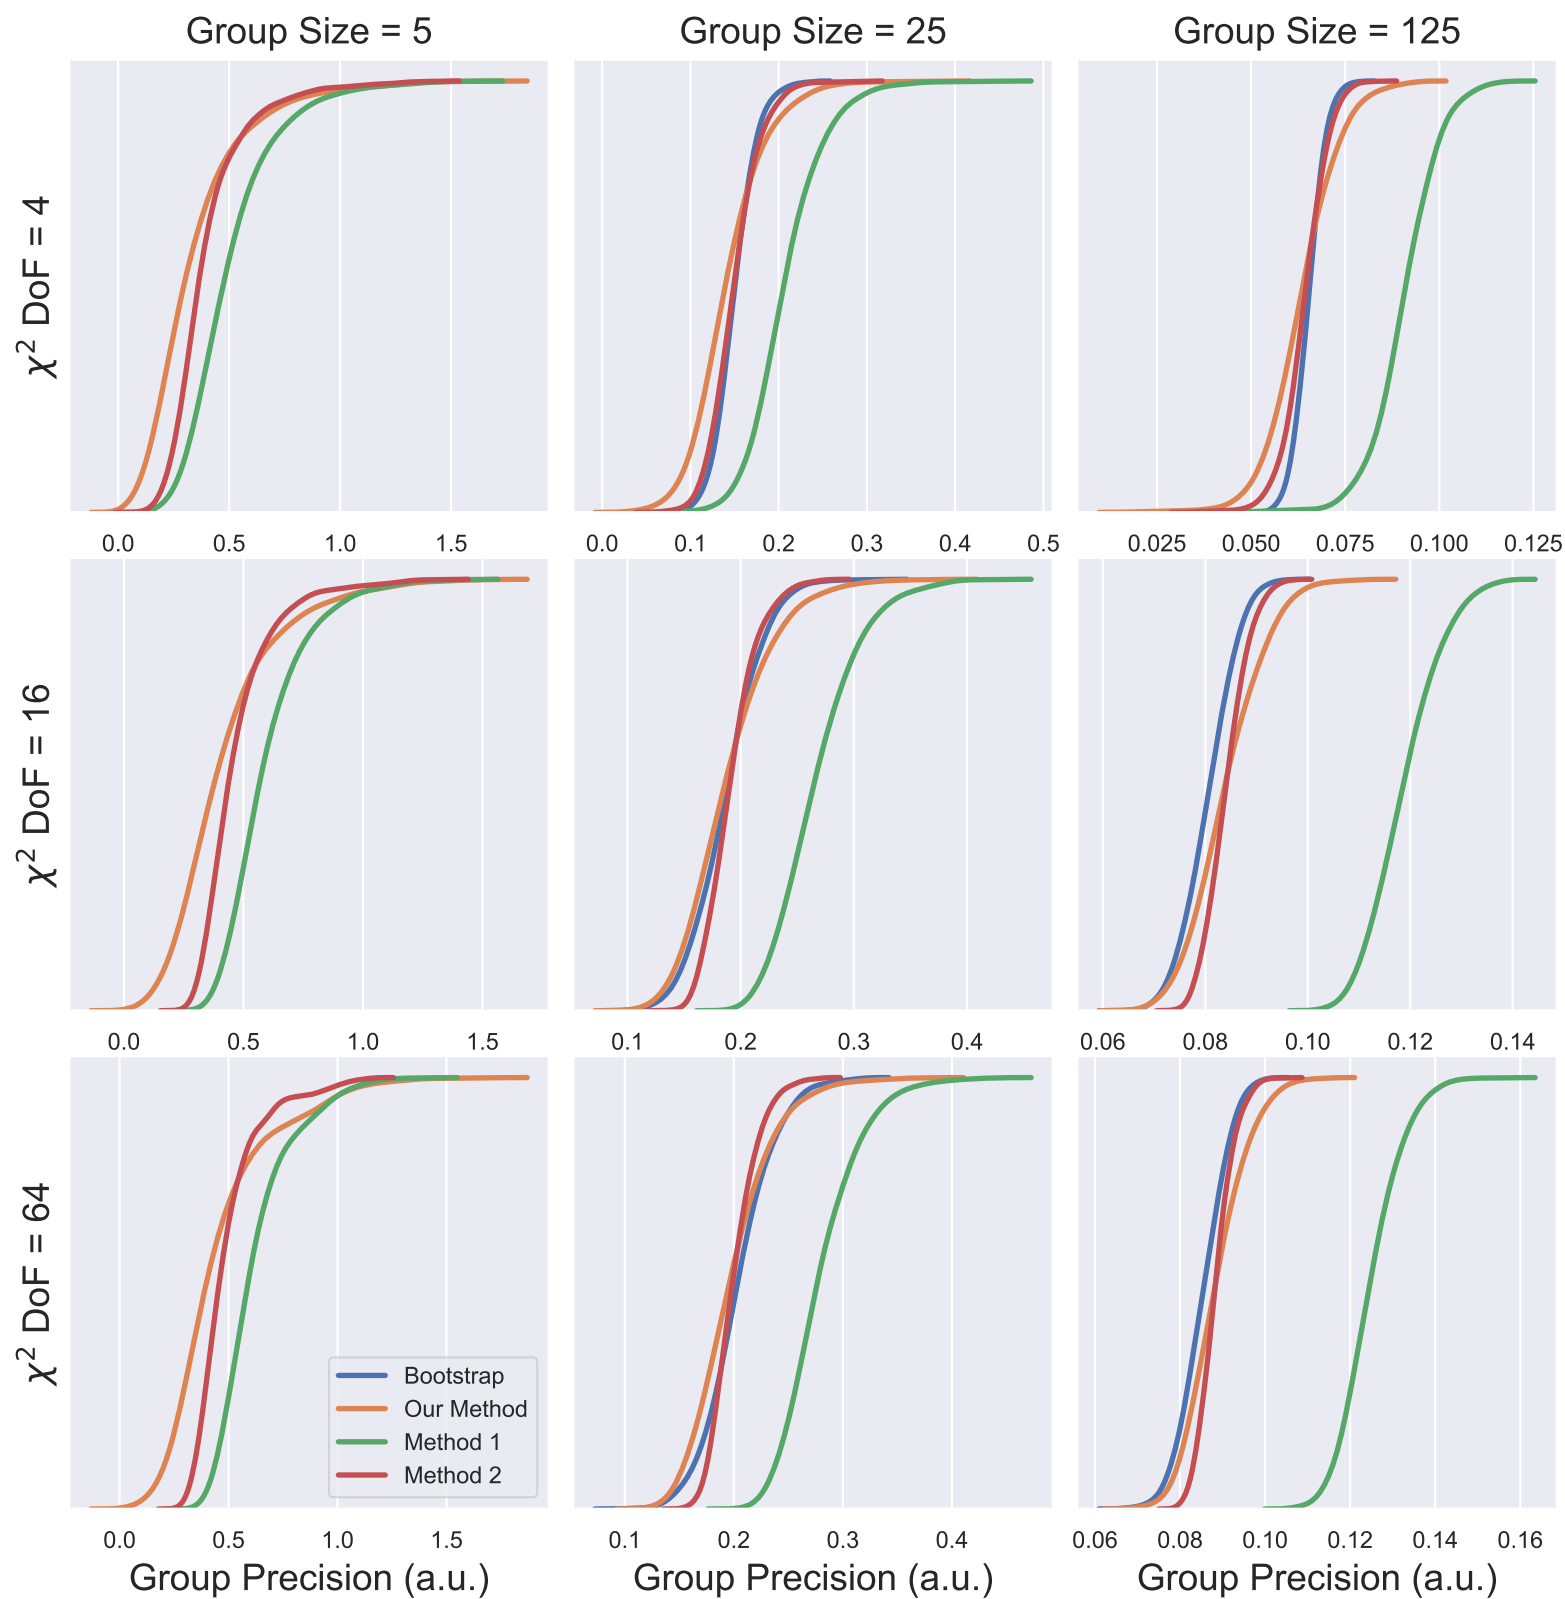 Group Size = 5
Group Size = 25
Group Size = 125
χ² DoF = 4
0.0 0.5 1.0 1.5
0.0 0.1 0.2 0.3 0.4 0.5
0.025 0.050 0.075 0.100 0.125
χ² DoF = 16
0.0 0.5 1.0 1.5
0.1 0.2 0.3 0.4
0.06 0.08 0.10 0.12 0.14
χ² DoF = 64
Bootstrap
Our Method
Method 1
Method 2
0.0 0.5 1.0 1.5
0.1 0.2 0.3 0.4
0.06 0.08 0.10 0.12 0.14 0.16
Group Precision (a.u.)
Group Precision (a.u.)
Group Precision (a.u.)